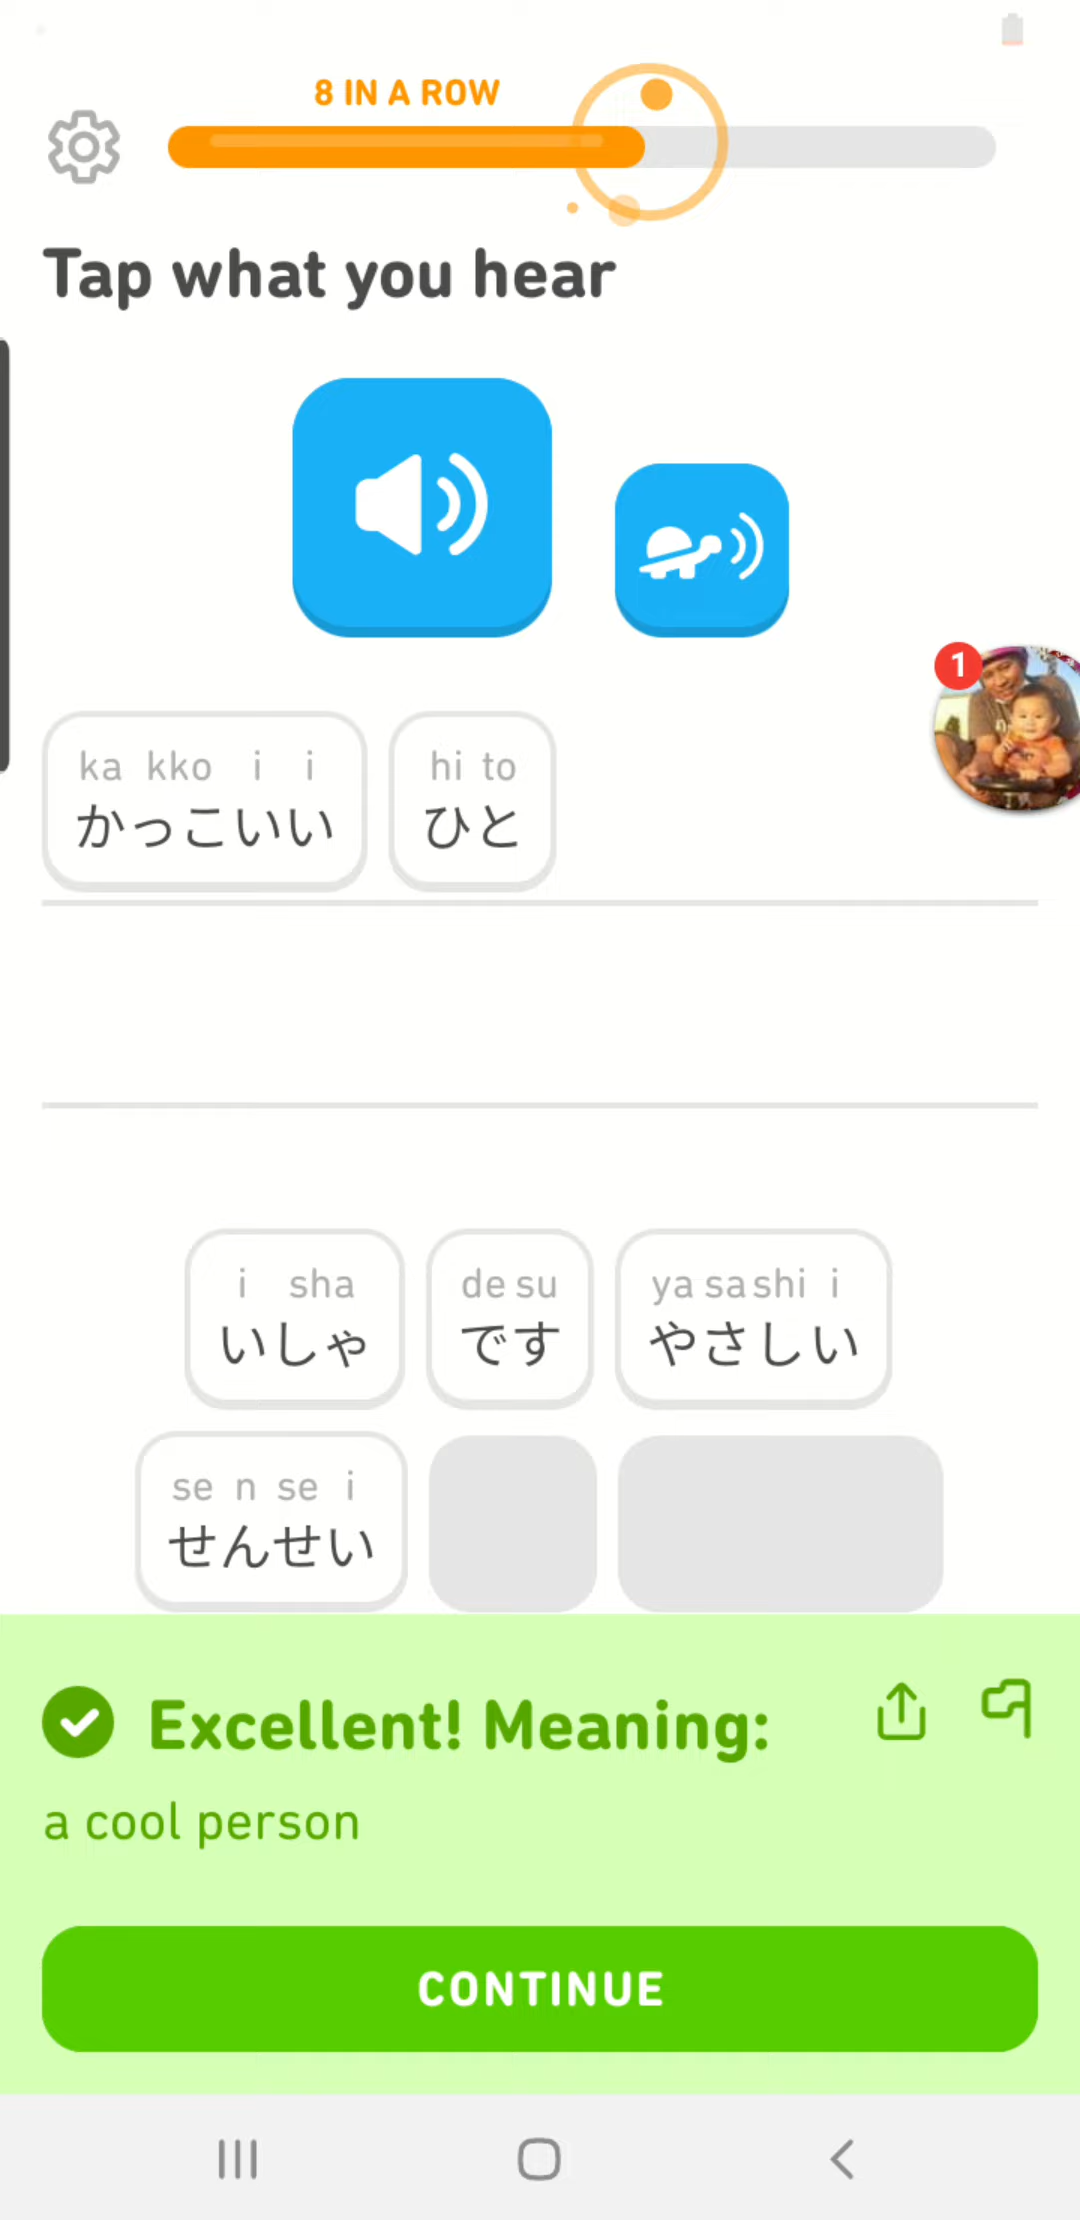 8 IN A ROW
Tap what you hear
1
ka kko i i
かっこいい
hi to
ひと
i sha
いしゃ
de su
です
ya sa shi i
やさしい
se n se i
せんせい
Excellent! Meaning:
a cool person
CONTINUE